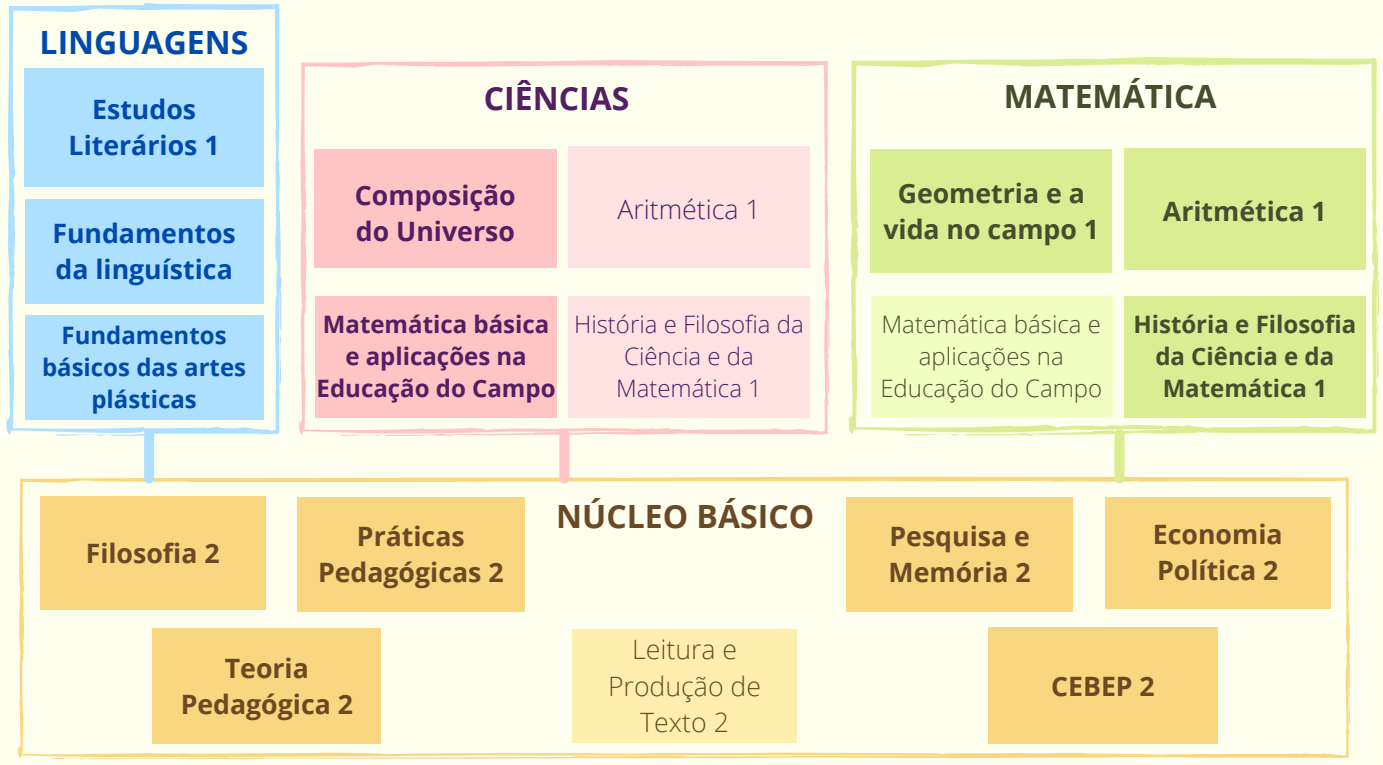 LINGUAGENS
Estudos
Literários 1
Fundamentos
da linguística
Fundamentos
básicos das artes
plásticas
CIÊNCIAS
Composição
do Universo
Aritmética 1
Matemática básica
e aplicações na
Educação do Campo
História e Filosofia da
Ciência e da
Matemática 1
MATEMÁTICA
Geometria e a
vida no campo 1
Aritmética 1
Matemática básica e
aplicações na
Educação do Campo
História e Filosofia
da Ciência e da
Matemática 1
NÚCLEO BÁSICO
Filosofia 2
Práticas
Pedagógicas 2
Pesquisa e
Memória 2
Economia
Política 2
Teoria
Pedagógica 2
Leitura e
Produção de
Texto 2
CEBEP 2